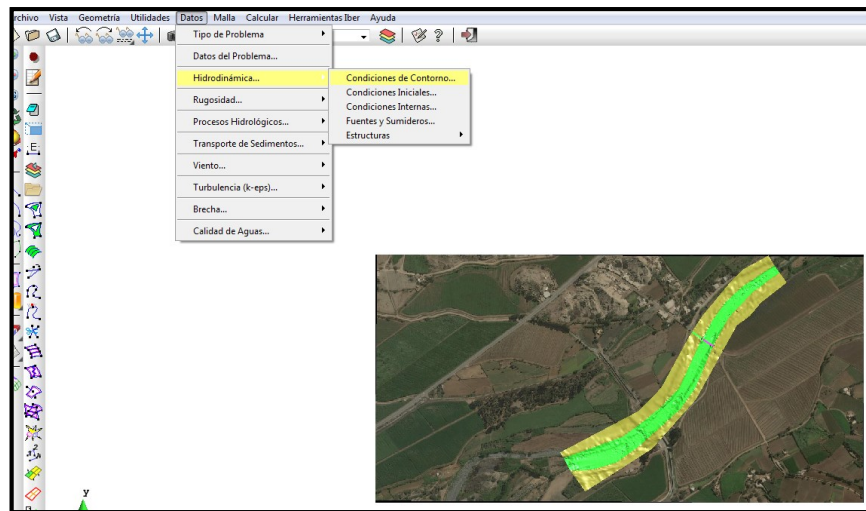 rchivo Vista Geometría Utilidades Datos Malla Calcular Herramientas Iber Ayuda
Tipo de Problema
Datos del Problema...
Hidrodinámica...
Condiciones de Contorno...
Condiciones Iniciales...
Rugosidad...
Condiciones Internas...
Procesos Hidrológicos...
Fuentes y Sumideros...
Estructuras
Transporte de Sedimentos...
Viento...
Turbulencia (k-eps)...
Brecha...
Calidad de Aguas...
y